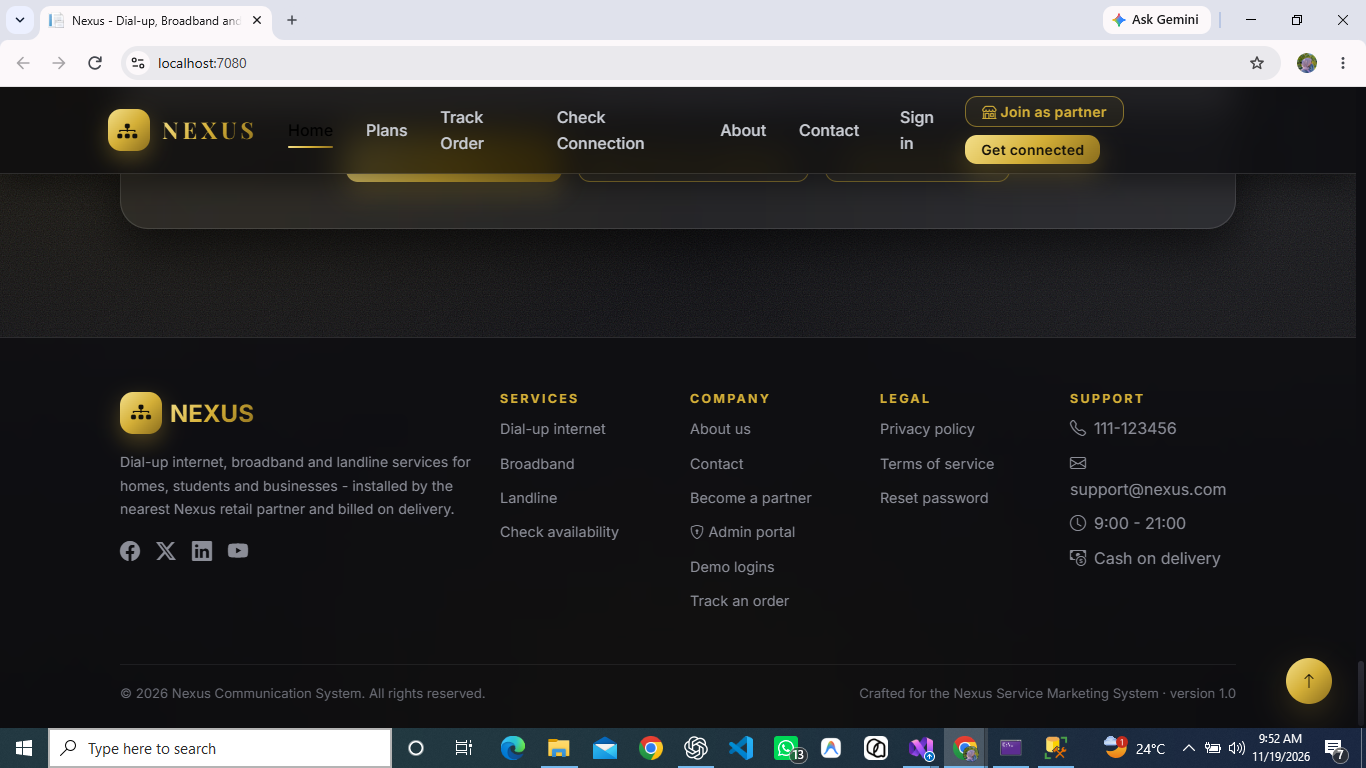 Nexus - Dial-up, Broadband and
Ask Gemini
localhost:7080
NEXUS
Home
Plans
Track
Order
Check
Connection
About
Contact
Sign
in
Join as partner
Get connected
NEXUS
Dial-up internet, broadband and landline services for
homes, students and businesses - installed by the
nearest Nexus retail partner and billed on delivery.
SERVICES
Dial-up internet
Broadband
Landline
Check availability
COMPANY
About us
Contact
Become a partner
Admin portal
Demo logins
Track an order
LEGAL
Privacy policy
Terms of service
Reset password
SUPPORT
111-123456
support@nexus.com
9:00 - 21:00
Cash on delivery
© 2026 Nexus Communication System. All rights reserved.
Crafted for the Nexus Service Marketing System · version 1.0
Type here to search
13
1
24°C
9:52 AM
11/19/2026
7